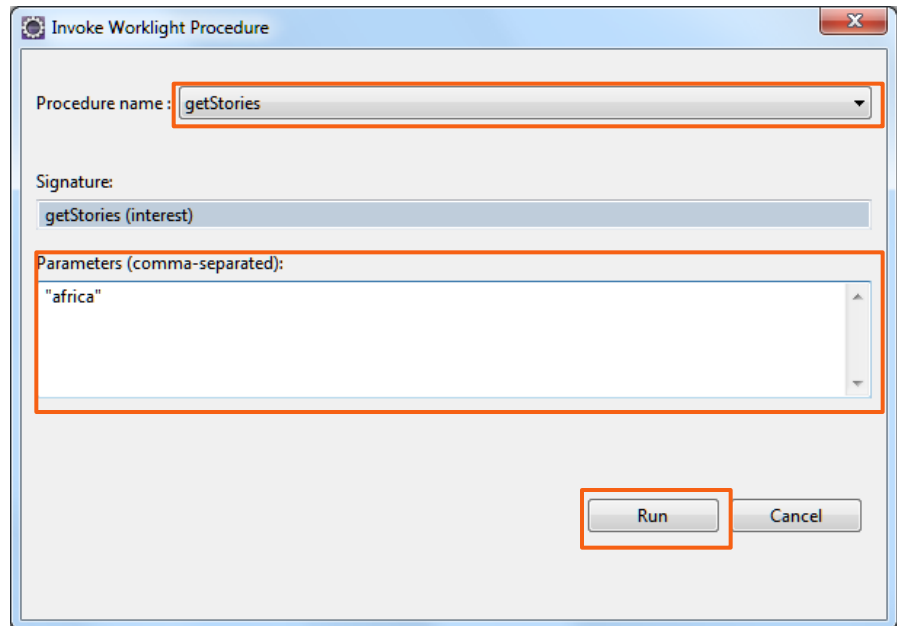 Invoke Worklight Procedure
Procedure name : getStories
Signature:
getStories (interest)
Parameters (comma-separated):
"africa"
Run Cancel